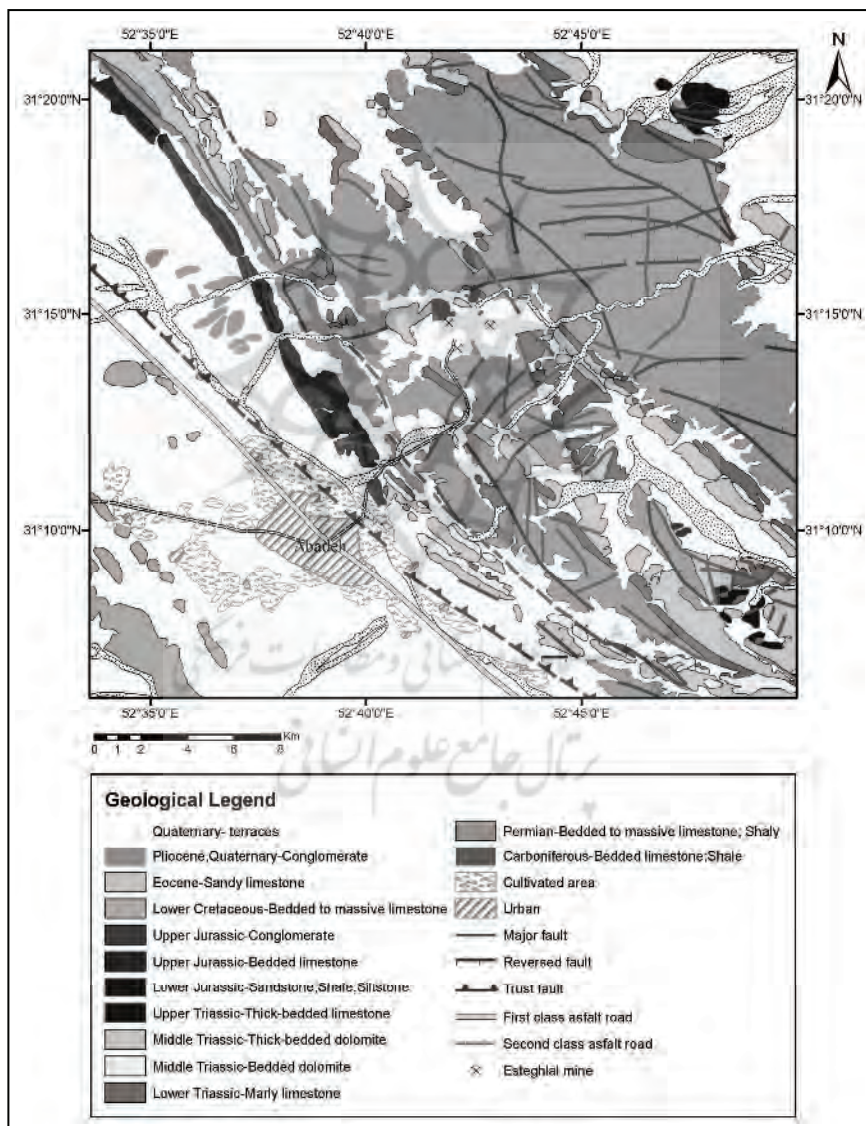 N
52°35'0"E 52°40'0"E 52°45'0"E
31°20'0"N 31°20'0"N
31°15'0"N 31°15'0"N
31°10'0"N 31°10'0"N
Abadeh
52°35'0"E 52°40'0"E 52°45'0"E
Km
0 1 2 4 6 8
پرتال جامع علوم انسانی
Geological Legend
Quaternary- terraces
Pliocene,Quaternary-Conglomerate
Eocene-Sandy limestone
Lower Cretaceous-Bedded to massive limestone
Upper Jurassic-Conglomerate
Upper Jurassic-Bedded limestone
Lower Jurassic-Sandstone,Shale,Siltstone
Upper Triassic-Thick-bedded limestone
Middle Triassic-Thick-bedded dolomite
Middle Triassic-Bedded dolomite
Lower Triassic-Marly limestone
Permian-Bedded to massive limestone; Shaly
Carboniferous-Bedded limestone;Shale
Cultivated area
Urban
Major fault
Reversed fault
Trust fault
First class asfalt road
Second class asfalt road
Esteghlal mine